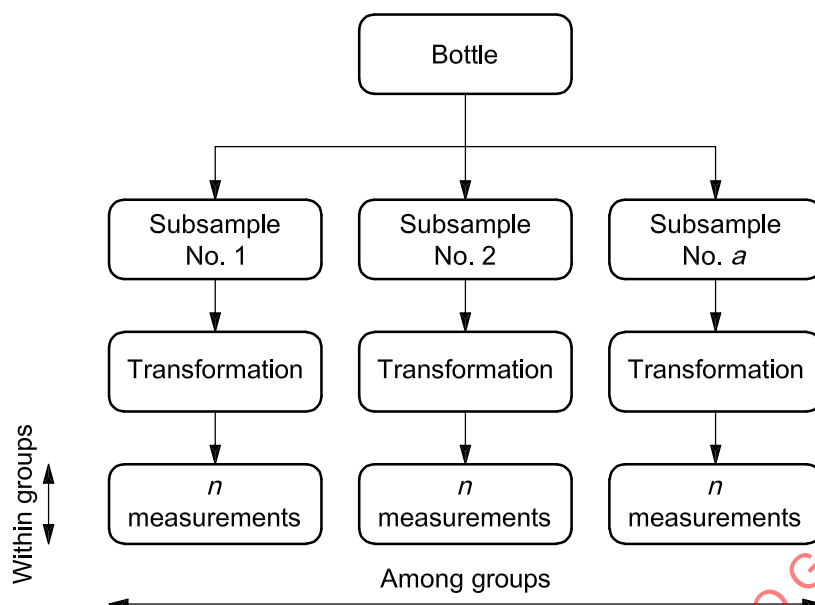 Bottle
Subsample
No. 1
Subsample
No. 2
Subsample
No. a
Transformation
Transformation
Transformation
Within groups
n
measurements
n
measurements
n
measurements
Among groups